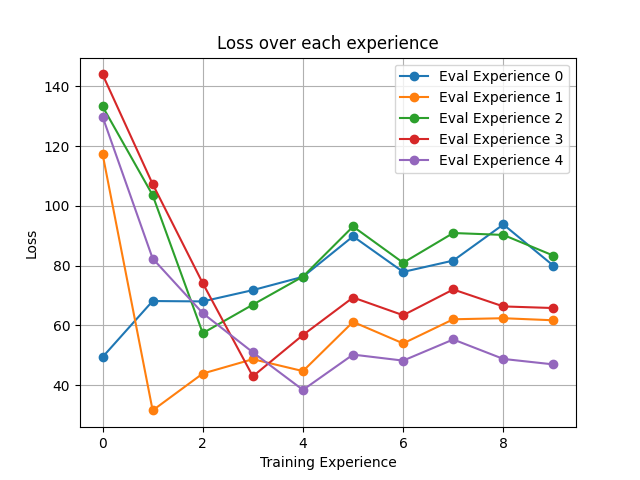 Loss over each experience
Eval Experience 0
Eval Experience 1
Eval Experience 2
Eval Experience 3
Eval Experience 4
Loss
140
120
100
80
60
40
0 2 4 6 8
Training Experience